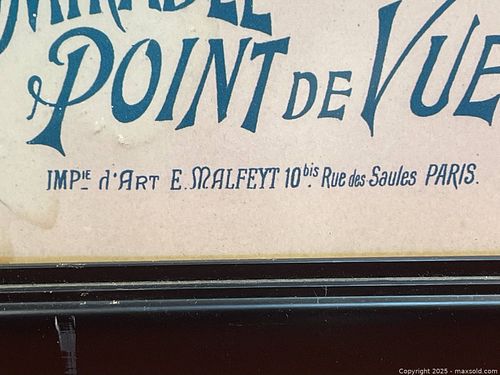 POINT DE VUE
IMPIE d'ART E. MALFEYT 10bis Rue des Saules PARIS.
Copyright 2025 - maxsold.com